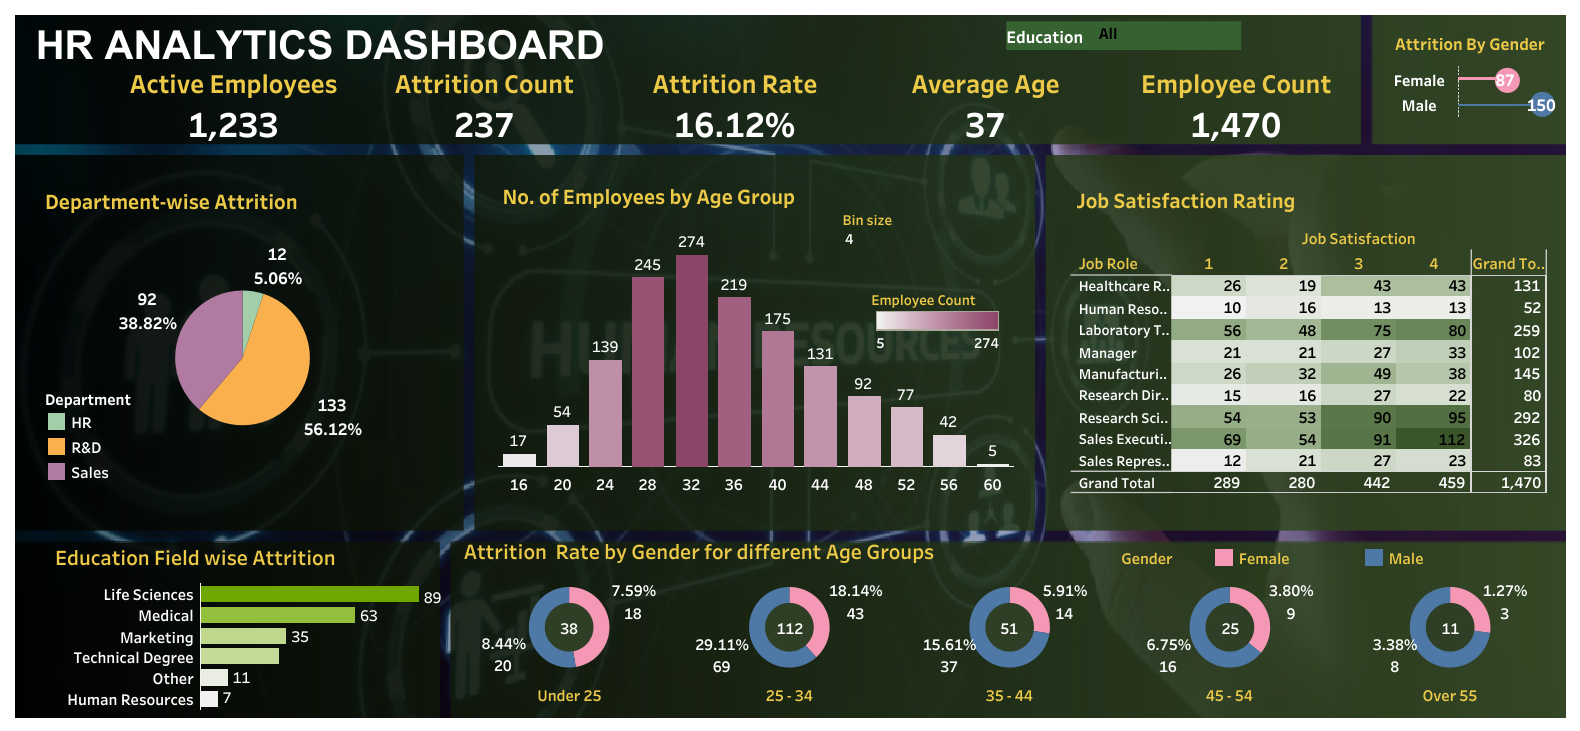 HR ANALYTICS DASHBOARD
Education All
Active Employees
1,233
Attrition Count
237
Attrition Rate
16.12%
Average Age
37
Employee Count
1,470
Attrition By Gender
Female 87
Male 150
Department-wise Attrition
12
5.06%
92
38.82%
133
56.12%
Department
HR
R&D
Sales
No. of Employees by Age Group
Bin size
4
Employee Count
5 274
17 54 139 245 274 219 175 131 92 77 42 5
16 20 24 28 32 36 40 44 48 52 56 60
Job Satisfaction Rating
Job Satisfaction
Job Role 1 2 3 4 Grand To..
Healthcare R.. 26 19 43 43 131
Human Reso.. 10 16 13 13 52
Laboratory T.. 56 48 75 80 259
Manager 21 21 27 33 102
Manufacturi.. 26 32 49 38 145
Research Dir.. 15 16 27 22 80
Research Sci.. 54 53 90 95 292
Sales Executi.. 69 54 91 112 326
Sales Repres.. 12 21 27 23 83
Grand Total 289 280 442 459 1,470
Education Field wise Attrition
Life Sciences 89
Medical 63
Marketing 35
Technical Degree
Other 11
Human Resources 7
Attrition Rate by Gender for different Age Groups
Gender Female Male
7.59%
18
38
8.44%
20
Under 25
18.14%
43
112
29.11%
69
25 - 34
5.91%
14
51
15.61%
37
35 - 44
3.80%
9
25
6.75%
16
45 - 54
1.27%
3
11
3.38%
8
Over 55
HUMAN RESOURCES